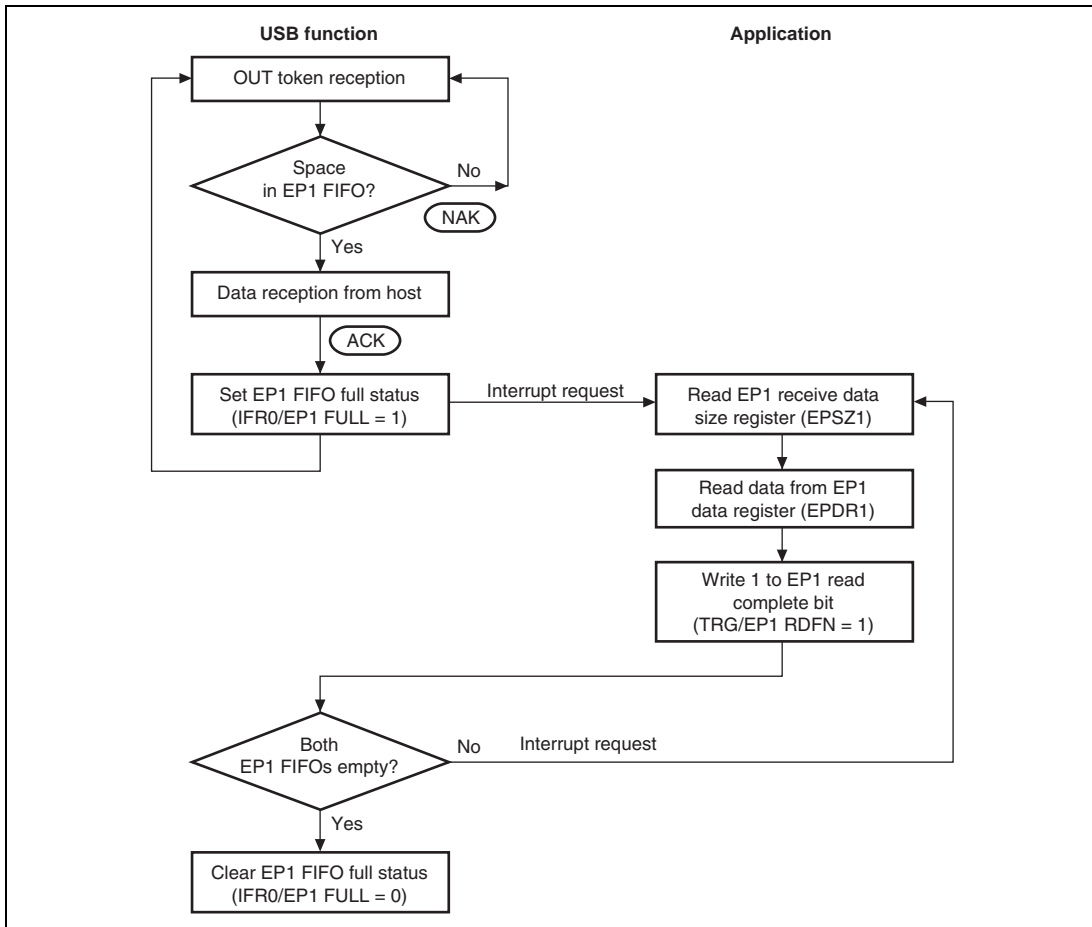 USB function
Application
OUT token reception
Space
in EP1 FIFO?
No
NAK
Yes
Data reception from host
ACK
Set EP1 FIFO full status
(IFR0/EP1 FULL = 1)
Interrupt request
Read EP1 receive data
size register (EPSZ1)
Read data from EP1
data register (EPDR1)
Write 1 to EP1 read
complete bit
(TRG/EP1 RDFN = 1)
Both
EP1 FIFOs empty?
No
Interrupt request
Yes
Clear EP1 FIFO full status
(IFR0/EP1 FULL = 0)